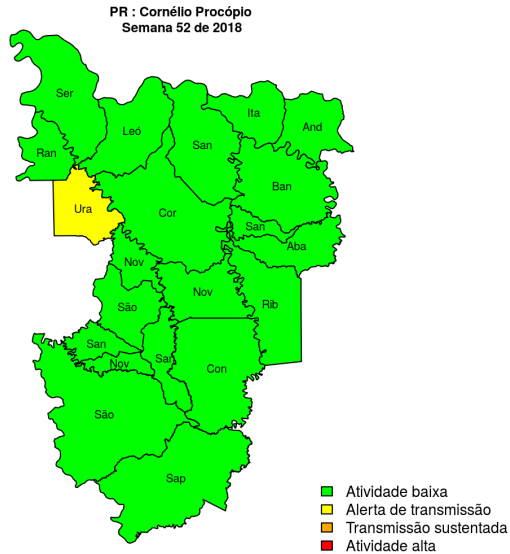 PR : Cornélio Procópio
Semana 52 de 2018
Ser
Leó
Ita
And
San
Ran
Ban
Ura
Cor
San
Aba
Nov
Nov
Rib
São
San
San
Nov
Con
São
Sap
Atividade baixa
Alerta de transmissão
Transmissão sustentada
Atividade alta